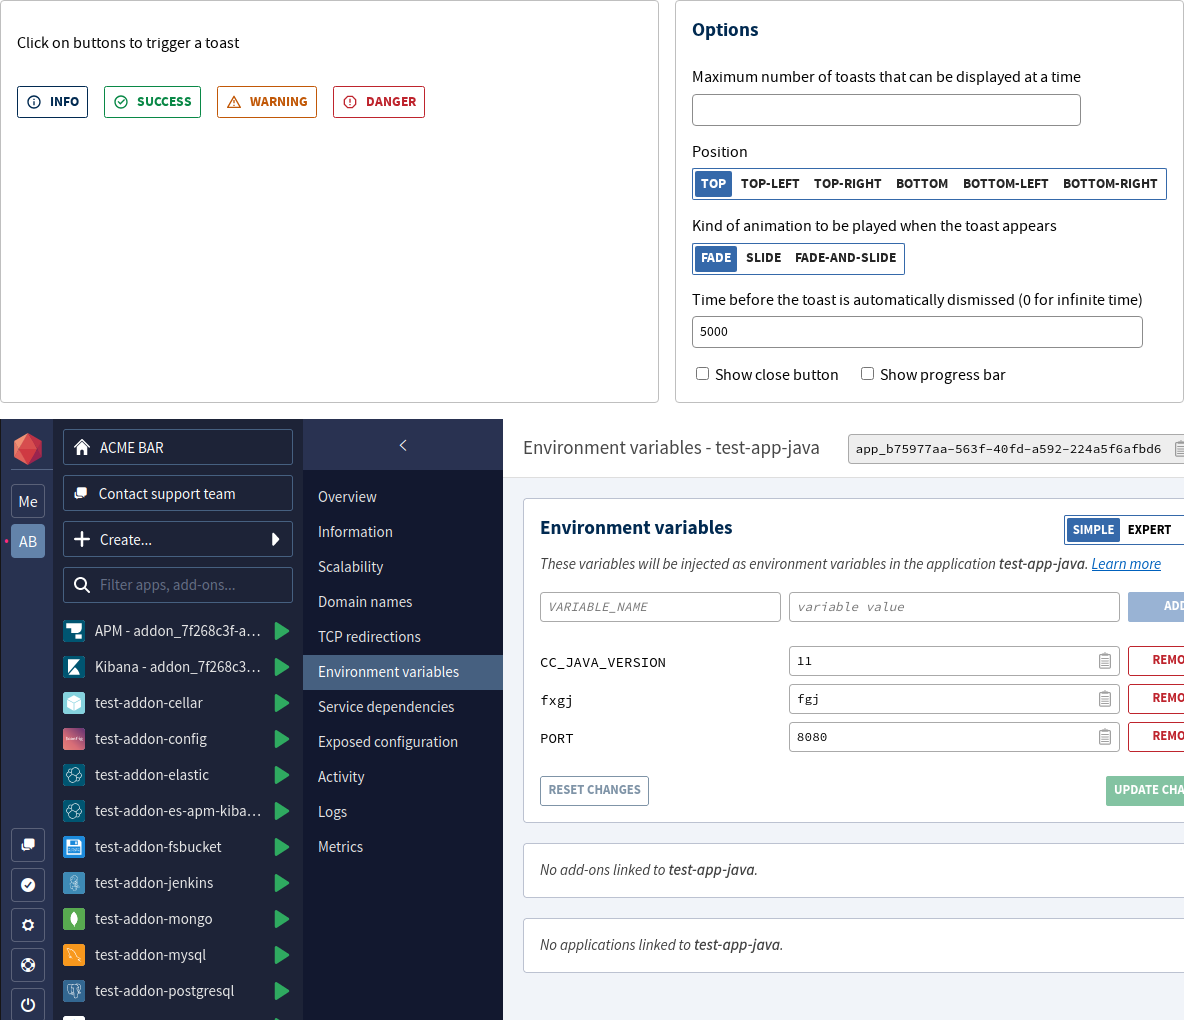 Click on buttons to trigger a toast
INFO SUCCESS WARNING DANGER
Options
Maximum number of toasts that can be displayed at a time
Position
TOP TOP-LEFT TOP-RIGHT BOTTOM BOTTOM-LEFT BOTTOM-RIGHT
Kind of animation to be played when the toast appears
FADE SLIDE FADE-AND-SLIDE
Time before the toast is automatically dismissed (0 for infinite time)
5000
Show close button Show progress bar
Me
AB
ACME BAR
Contact support team
Create...
Filter apps, add-ons...
APM - addon_7f268c3f-a...
Kibana - addon_7f268c3...
test-addon-cellar
test-addon-config
test-addon-elastic
test-addon-es-apm-kiba...
test-addon-fsbucket
test-addon-jenkins
test-addon-mongo
test-addon-mysql
test-addon-postgresql
Overview
Information
Scalability
Domain names
TCP redirections
Environment variables
Service dependencies
Exposed configuration
Activity
Logs
Metrics
Environment variables - test-app-java
app_b75977aa-563f-40fd-a592-224a5f6afbd6
Environment variables
SIMPLE EXPERT
These variables will be injected as environment variables in the application test-app-java. Learn more
VARIABLE_NAME variable value ADD
CC_JAVA_VERSION 11 REMO
fxgj fgj REMO
PORT 8080 REMO
RESET CHANGES UPDATE CHA
No add-ons linked to test-app-java.
No applications linked to test-app-java.